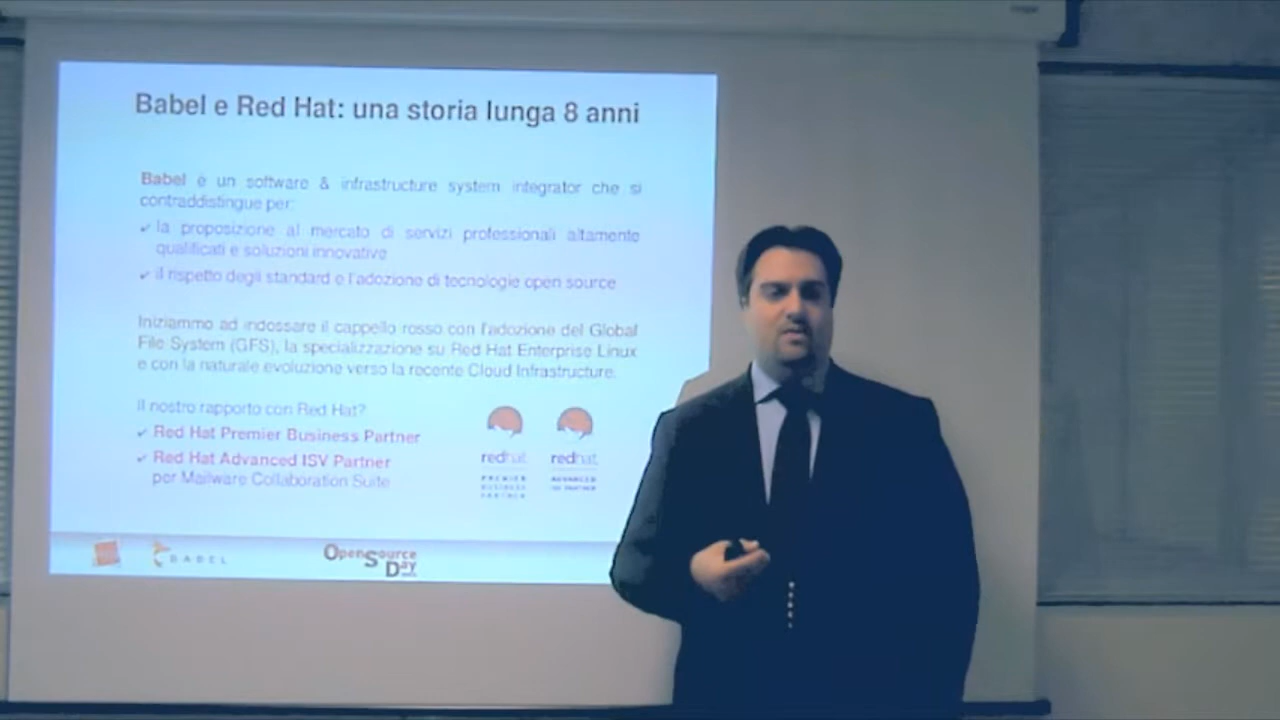 Babel e Red Hat: una storia lunga 8 anni
Babel è un software & infrastructure system integrator che si
contraddistingue per:
✓ la proposizione al mercato di servizi professionali altamente
qualificati e soluzioni innovative
✓ il rispetto degli standard e l'adozione di tecnologie open source
Iniziammo ad indossare il cappello rosso con l'adozione del Global
File System (GFS), la specializzazione su Red Hat Enterprise Linux
e con la naturale evoluzione verso la recente Cloud Infrastructure.
Il nostro rapporto con Red Hat?
✓ Red Hat Premier Business Partner
✓ Red Hat Advanced ISV Partner
per Mailware Collaboration Suite
redhat redhat
PREMIER
BUSINESS
PARTNER
ADVANCED
ISV PARTNER
BABEL
OpenSource
Day